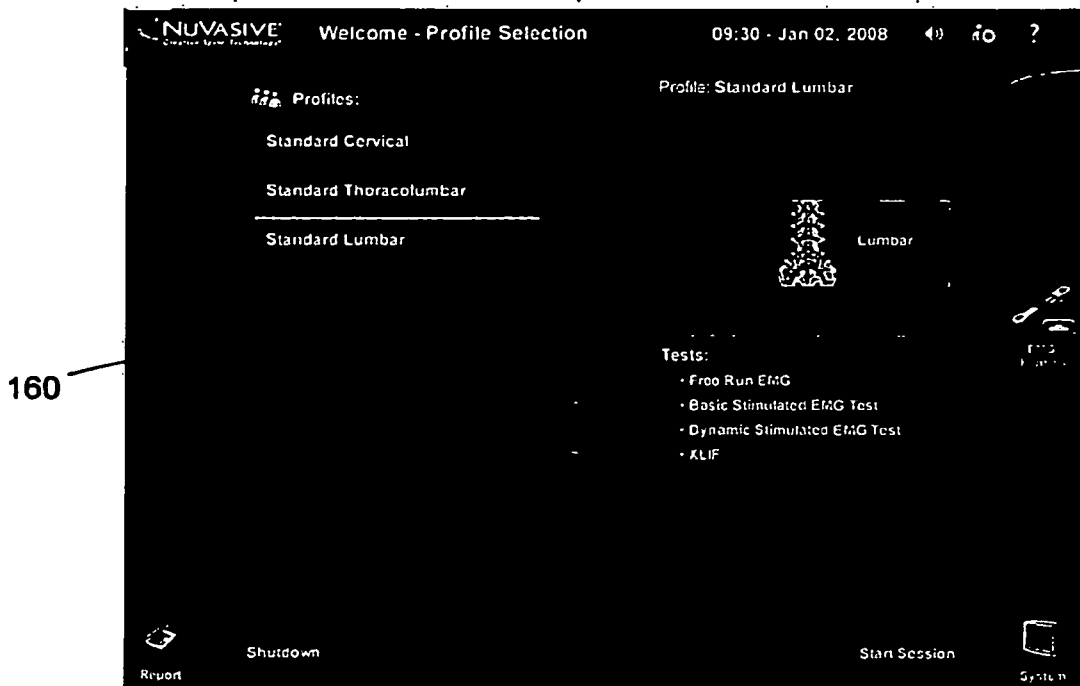 NUVASIVE
Welcome - Profile Selection
09:30 - Jan 02, 2008
?
Profiles:
Standard Cervical
Standard Thoracolumbar
Standard Lumbar
Profile: Standard Lumbar
Lumbar
Tests:
• Free Run EMG
• Basic Stimulated EMG Test
• Dynamic Stimulated EMG Test
• XLIF
160
Report
Shutdown
Start Session
System